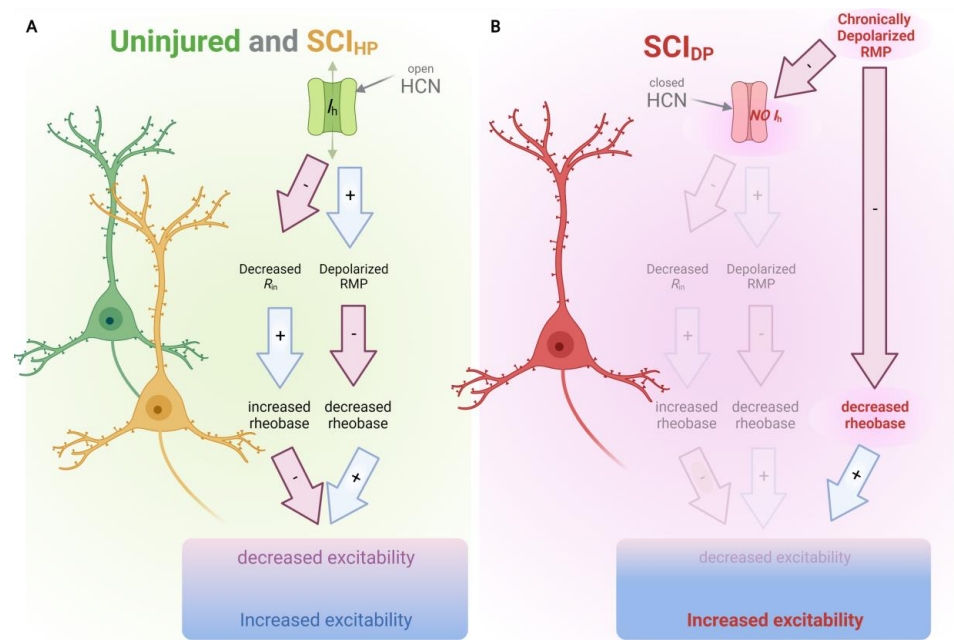 A
Uninjured and SCIHP
open
HCN
Ih
-
+
Decreased
Rin
Depolarized
RMP
+
-
increased
rheobase
decreased
rheobase
-
+
decreased excitability
Increased excitability
B
SCIDP
Chronically
Depolarized
RMP
-
closed
HCN
NO Ih
-
+
Decreased
Rin
Depolarized
RMP
-
+
-
increased
rheobase
decreased
rheobase
decreased
rheobase
-
+
+
decreased excitability
Increased excitability